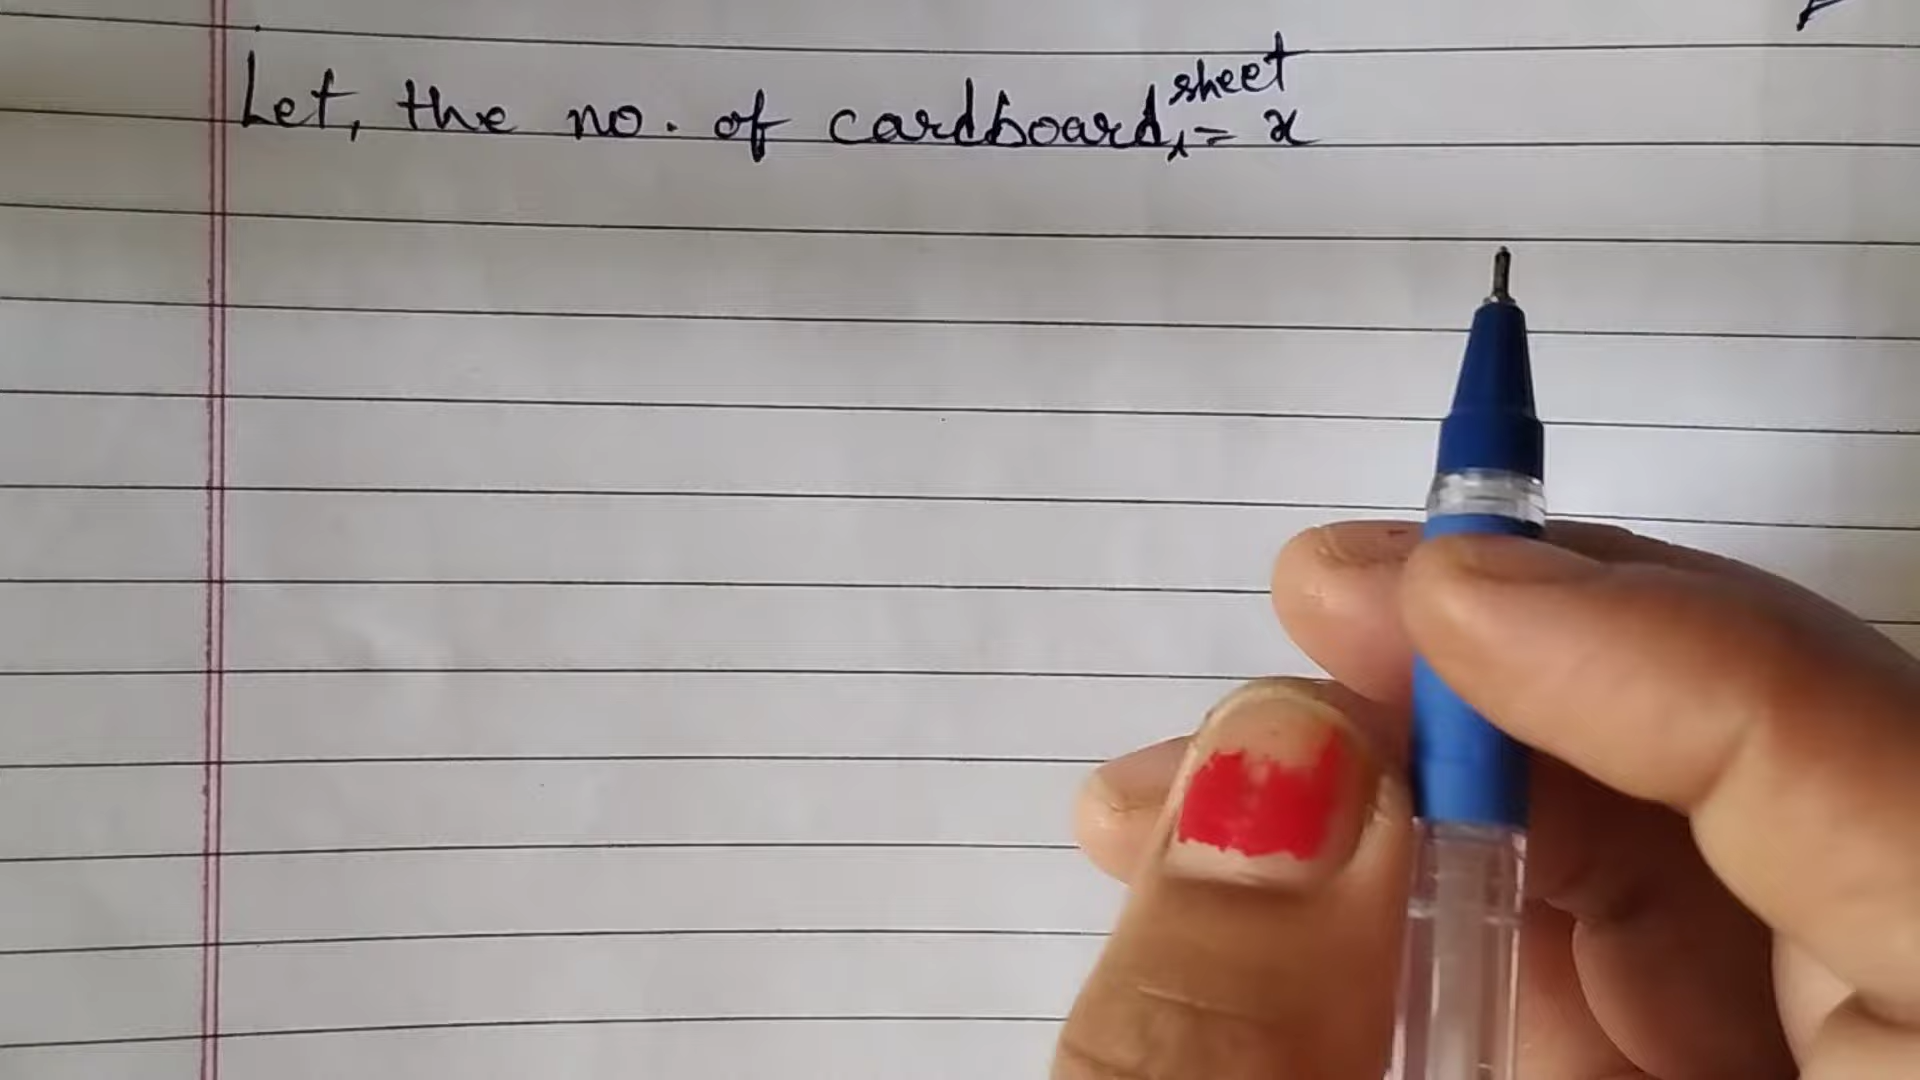 Let, the no. of cardboard sheet = x